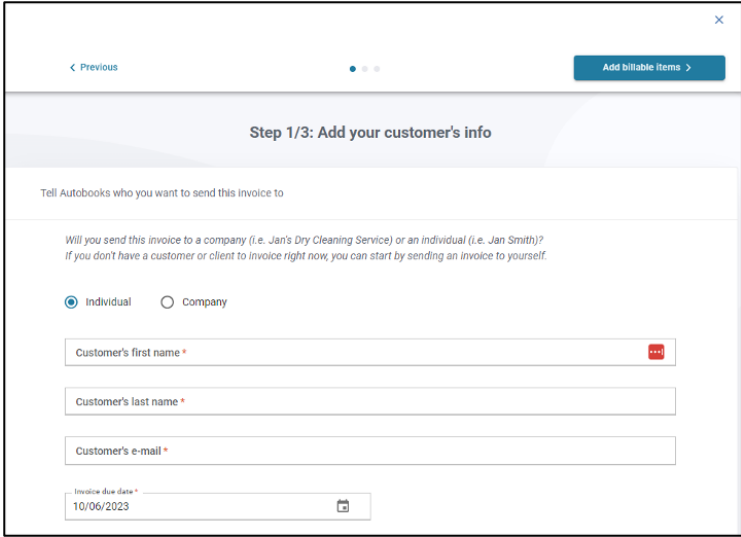 Previous
Add billable items
Step 1/3: Add your customer's info
Tell Autobooks who you want to send this invoice to
Will you send this invoice to a company (i.e. Jan's Dry Cleaning Service) or an individual (i.e. Jan Smith)?
If you don't have a customer or client to invoice right now, you can start by sending an invoice to yourself.
Individual Company
Customer's first name *
Customer's last name *
Customer's e-mail *
Invoice due date *
10/06/2023